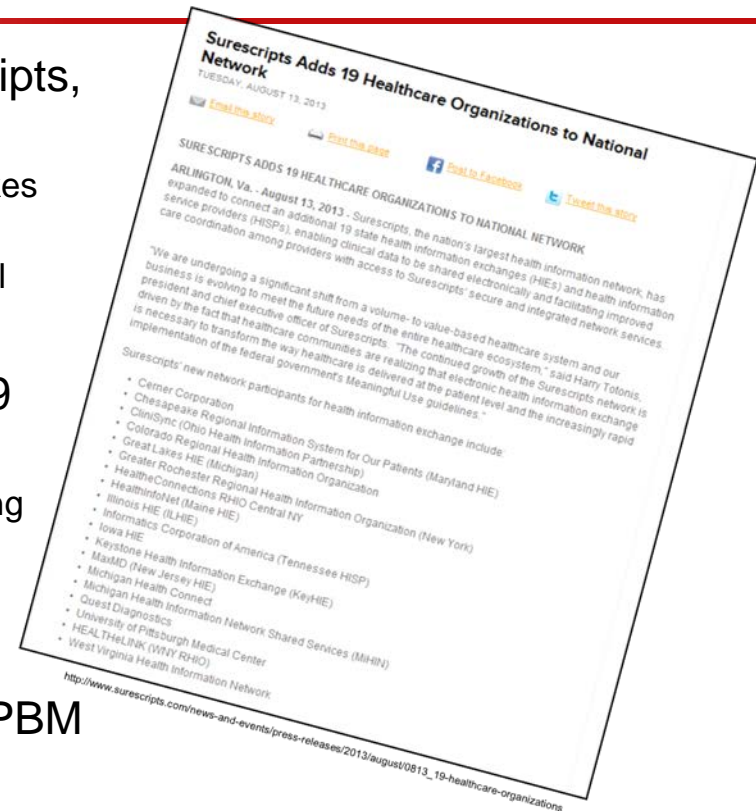 ipts,
es
l
9
ng
PBM
Surescripts Adds 19 Healthcare Organizations to National
Network
TUESDAY, AUGUST 13, 2013
Email this story
Print this page
Post to Facebook
Tweet this story
SURESCRIPTS ADDS 19 HEALTHCARE ORGANIZATIONS TO NATIONAL NETWORK
ARLINGTON, Va. - August 13, 2013 - Surescripts, the nation's largest health information network, has
expanded to connect an additional 19 state health information exchanges (HIEs) and health information
service providers (HISPs), enabling clinical data to be shared electronically and facilitating improved
care coordination among providers with access to Surescripts' secure and integrated network services.
"We are undergoing a significant shift from a volume- to value-based healthcare system and our
business is evolving to meet the future needs of the entire healthcare ecosystem," said Harry Totonis,
president and chief executive officer of Surescripts. "The continued growth of the Surescripts network is
driven by the fact that healthcare communities are realizing that electronic health information exchange
is necessary to transform the way healthcare is delivered at the patient level and the increasingly rapid
implementation of the federal government's Meaningful Use guidelines."
Surescripts' new network participants for health information exchange include:
• Cerner Corporation
• Chesapeake Regional Information System for Our Patients (Maryland HIE)
• CliniSync (Ohio Health Information Partnership)
• Colorado Regional Health Information Organization
• Great Lakes HIE (Michigan)
• Greater Rochester Regional Health Information Organization (New York)
• HealtheConnections RHIO Central NY
• HealthInfoNet (Maine HIE)
• Illinois HIE (ILHIE)
• Informatics Corporation of America (Tennessee HISP)
• Iowa HIE
• Keystone Health Information Exchange (KeyHIE)
• MaxMD (New Jersey HIE)
• Michigan Health Connect
• Michigan Health Information Network Shared Services (MiHIN)
• Quest Diagnostics
• University of Pittsburgh Medical Center
• HEALTHeLINK (WNY RHIO)
• West Virginia Health Information Network
http://www.surescripts.com/news-and-events/press-releases/2013/august/0813_19-healthcare-organizations